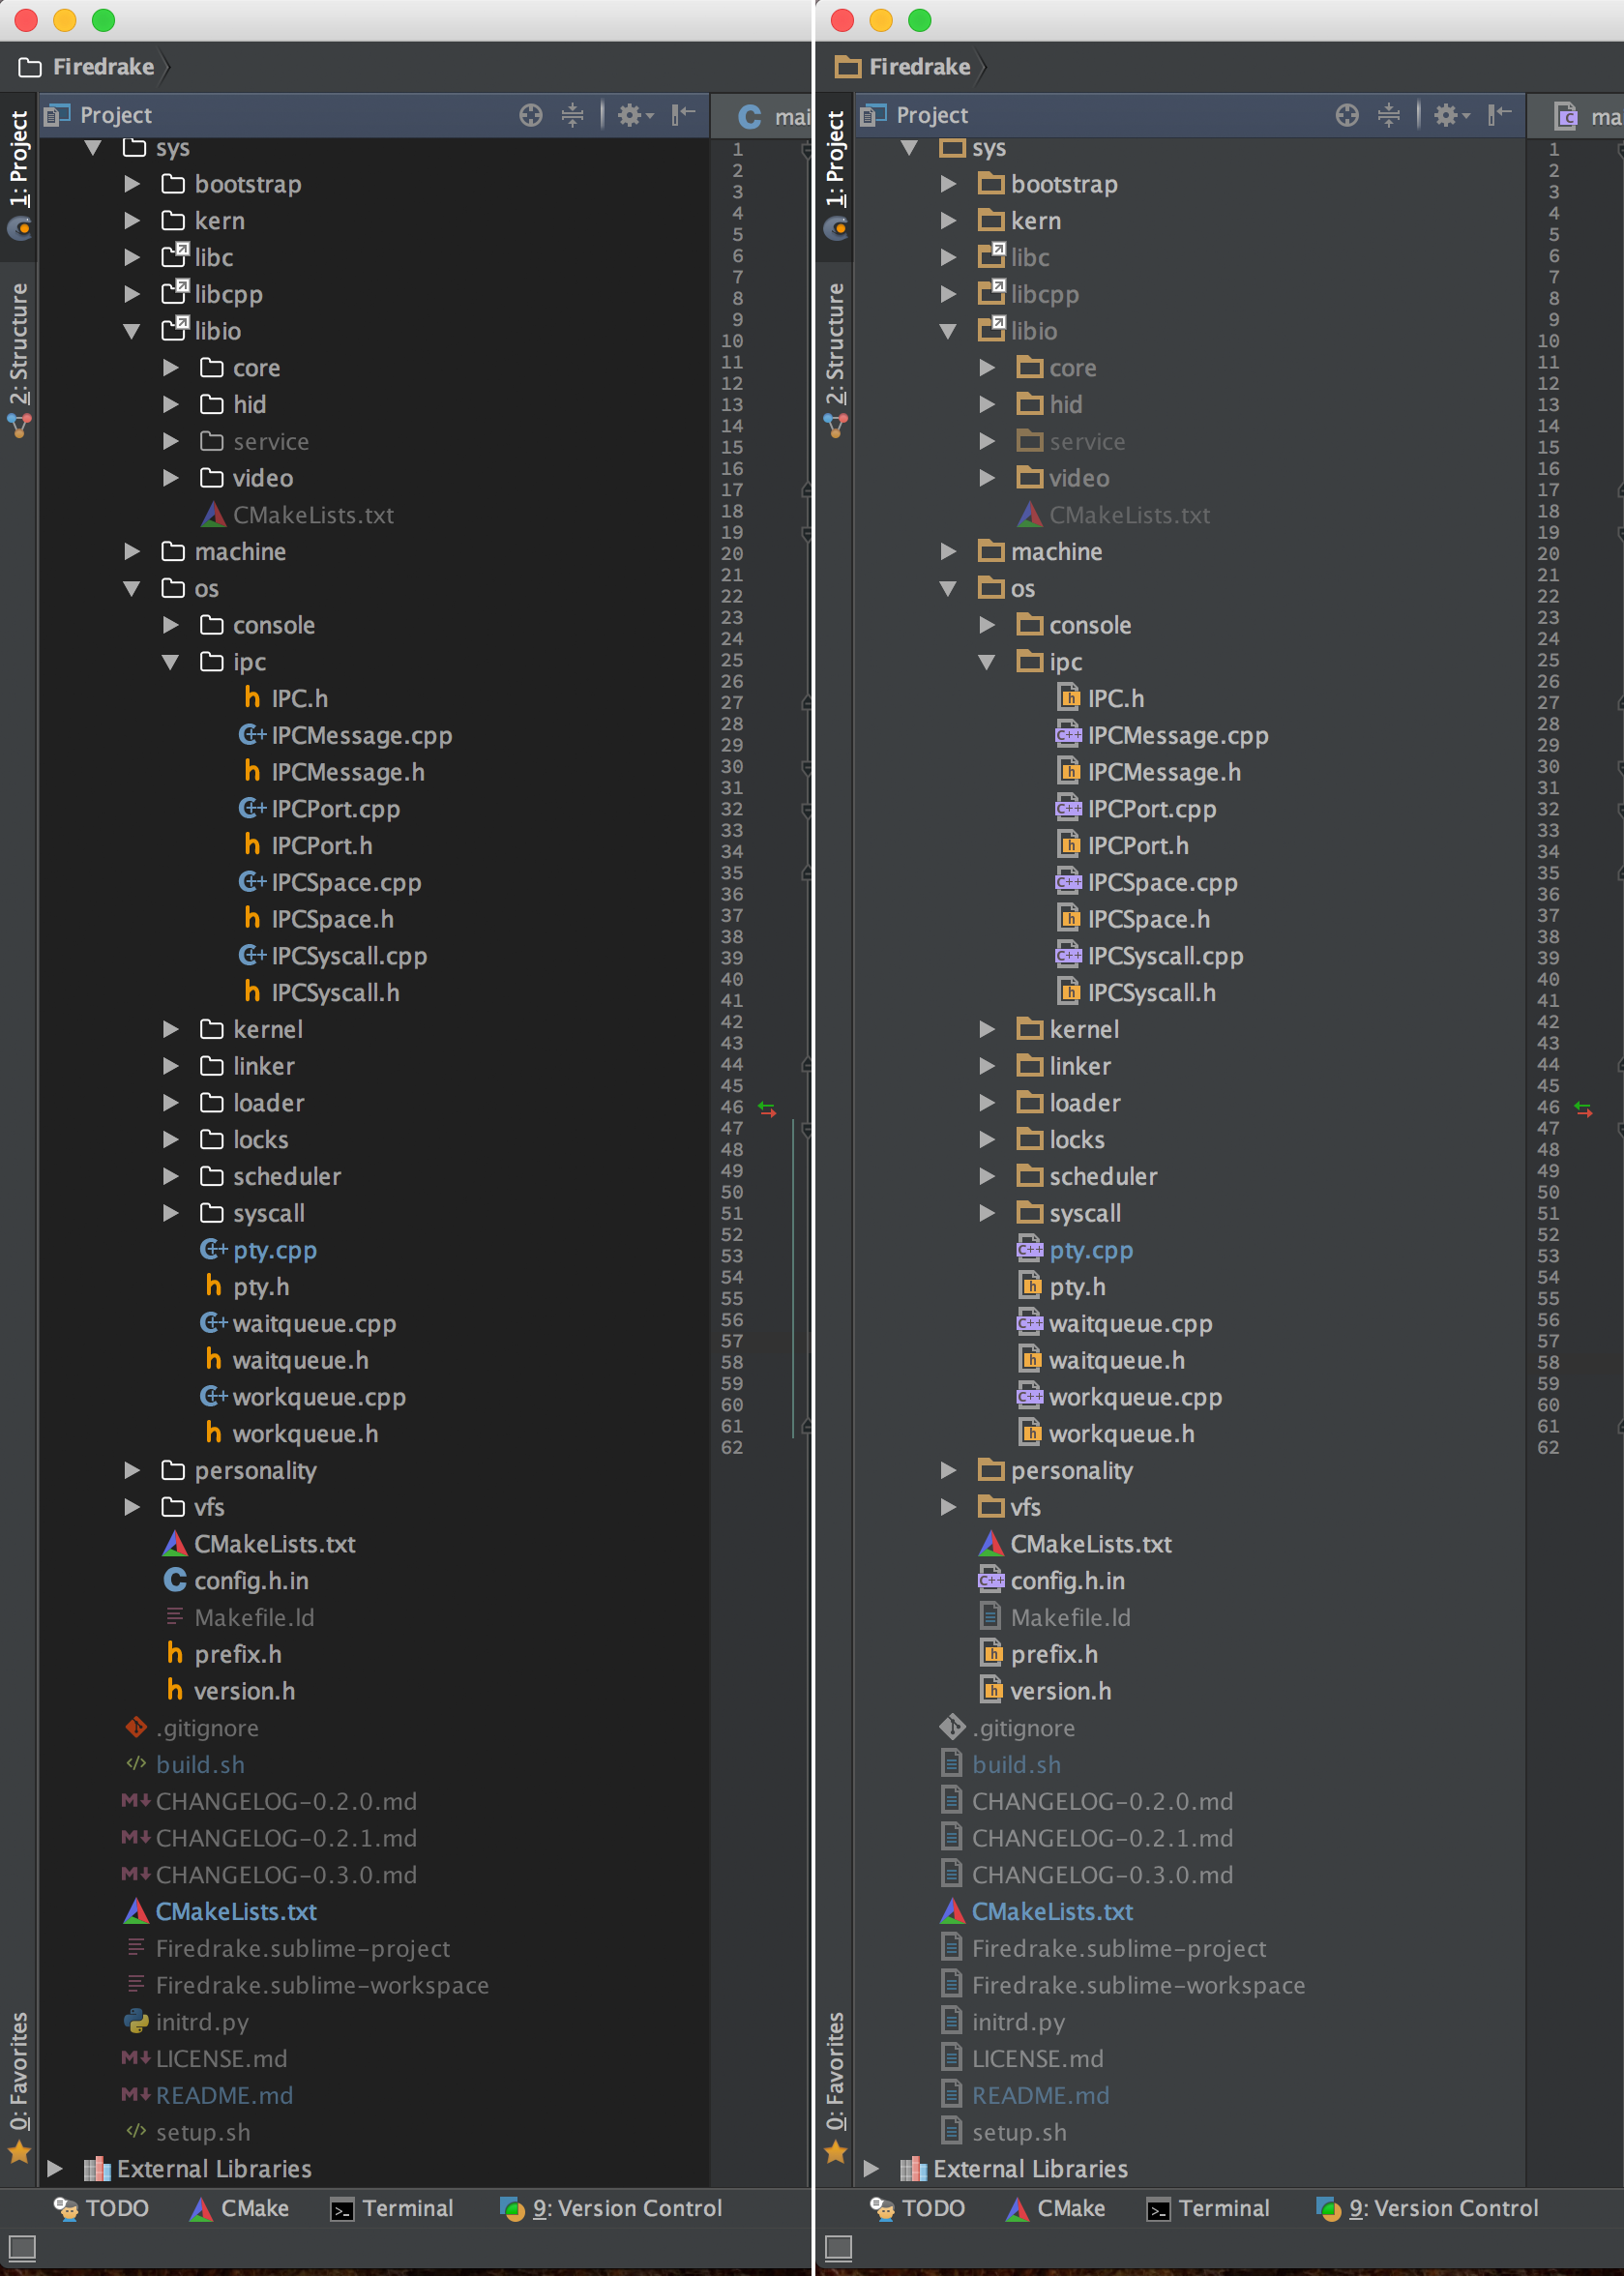 Firedrake
1: Project
2: Structure
0: Favorites
Project
mai
sys
bootstrap
kern
libc
libcpp
libio
core
hid
service
video
CMakeLists.txt
machine
os
console
ipc
h IPC.h
C++ IPCMessage.cpp
h IPCMessage.h
C++ IPCPort.cpp
h IPCPort.h
C++ IPCSpace.cpp
h IPCSpace.h
C++ IPCSyscall.cpp
h IPCSyscall.h
kernel
linker
loader
locks
scheduler
syscall
C++ pty.cpp
h pty.h
C++ waitqueue.cpp
h waitqueue.h
C++ workqueue.cpp
h workqueue.h
personality
vfs
CMakeLists.txt
C config.h.in
Makefile.ld
h prefix.h
h version.h
.gitignore
</> build.sh
M CHANGELOG-0.2.0.md
M CHANGELOG-0.2.1.md
M CHANGELOG-0.3.0.md
CMakeLists.txt
Firedrake.sublime-project
Firedrake.sublime-workspace
initrd.py
M LICENSE.md
M README.md
</> setup.sh
External Libraries
1
2
3
4
5
6
7
8
9
10
11
12
13
14
15
16
17
18
19
20
21
22
23
24
25
26
27
28
29
30
31
32
33
34
35
36
37
38
39
40
41
42
43
44
45
46
47
48
49
50
51
52
53
54
55
56
57
58
59
60
61
62
TODO CMake Terminal 9: Version Control
Firedrake
1: Project
2: Structure
0: Favorites
Project
C ma
sys
bootstrap
kern
libc
libcpp
libio
core
hid
service
video
CMakeLists.txt
machine
os
console
ipc
h IPC.h
C++ IPCMessage.cpp
h IPCMessage.h
C++ IPCPort.cpp
h IPCPort.h
C++ IPCSpace.cpp
h IPCSpace.h
C++ IPCSyscall.cpp
h IPCSyscall.h
kernel
linker
loader
locks
scheduler
syscall
C++ pty.cpp
h pty.h
C++ waitqueue.cpp
h waitqueue.h
C++ workqueue.cpp
h workqueue.h
personality
vfs
CMakeLists.txt
C++ config.h.in
Makefile.ld
h prefix.h
h version.h
.gitignore
build.sh
CHANGELOG-0.2.0.md
CHANGELOG-0.2.1.md
CHANGELOG-0.3.0.md
CMakeLists.txt
Firedrake.sublime-project
Firedrake.sublime-workspace
initrd.py
LICENSE.md
README.md
setup.sh
External Libraries
1
2
3
4
5
6
7
8
9
10
11
12
13
14
15
16
17
18
19
20
21
22
23
24
25
26
27
28
29
30
31
32
33
34
35
36
37
38
39
40
41
42
43
44
45
46
47
48
49
50
51
52
53
54
55
56
57
58
59
60
61
62
TODO CMake Terminal 9: Version Control